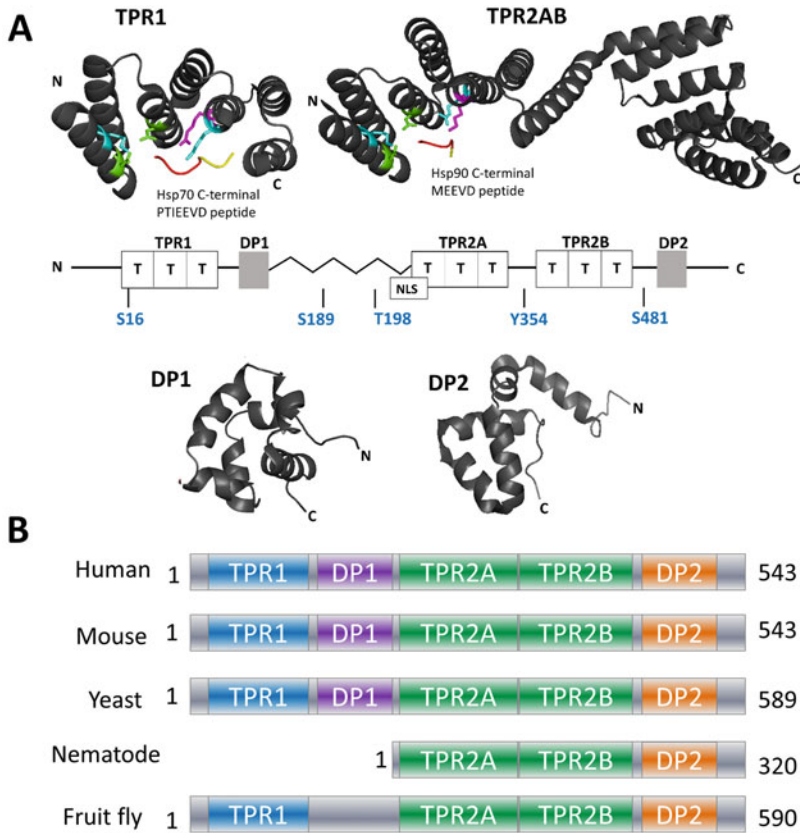 A
TPR1
TPR2AB
N
C
Hsp70 C-terminal
PTIEEVD peptide
N
C
Hsp90 C-terminal
MEEVD peptide
N
TPR1
DP1
TPR2A
TPR2B
DP2
C
T T T
T T T
T T T
NLS
S16
S189
T198
Y354
S481
DP1
N
C
DP2
N
C
B
Human 1 TPR1 DP1 TPR2A TPR2B DP2 543
Mouse 1 TPR1 DP1 TPR2A TPR2B DP2 543
Yeast 1 TPR1 DP1 TPR2A TPR2B DP2 589
Nematode 1 TPR2A TPR2B DP2 320
Fruit fly 1 TPR1 TPR2A TPR2B DP2 590